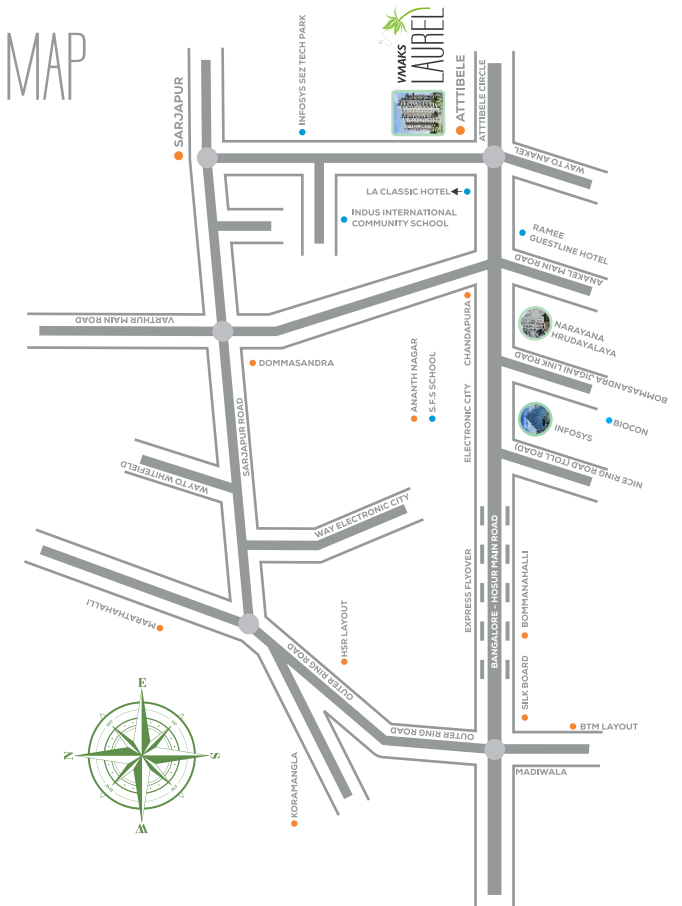 MAP
VMAKS
LAUREL
SARJAPUR
INFOSYS SEZ TECH PARK
ATTTIBELE
ATTTIBELE CIRCLE
WAY TO ANAKEL
LA CLASSIC HOTEL
INDUS INTERNATIONAL
COMMUNITY SCHOOL
RAMEE
GUESTLINE HOTEL
ANAKEL MAIN ROAD
VARTHUR MAIN ROAD
CHANDAPURA
NARAYANA
HRUDAYALAYA
DOMMASANDRA
ANANTH NAGAR
S.F.S SCHOOL
BOMMASANDRA JIGANI LINK ROAD
SARJAPUR ROAD
ELECTRONIC CITY
INFOSYS
BIOCON
WAY TO WHITEFIELD
NICE RING ROAD (TOLL ROAD)
WAY ELECTRONIC CITY
EXPRESS FLYOVER
BANGALORE - HOSUR MAIN ROAD
BOMMANAHALLI
MARATHAHALLI
HSR LAYOUT
OUTER RING ROAD
SILK BOARD
OUTER RING ROAD
BTM LAYOUT
MADIWALA
KORAMANGLA
E
N
S
W